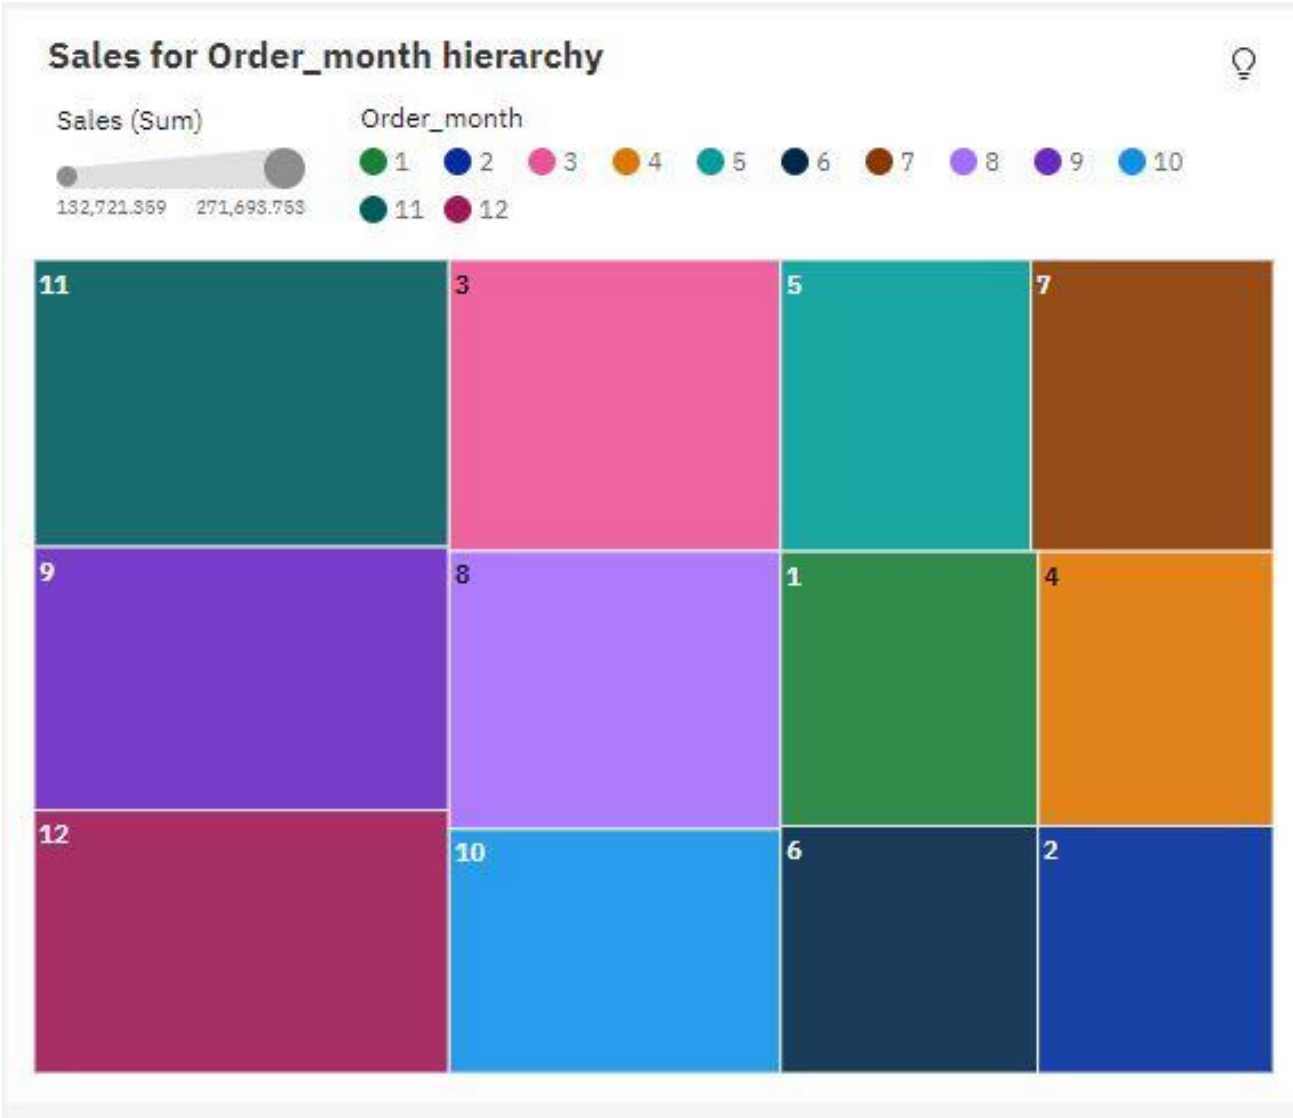 Sales for Order_month hierarchy
Sales (Sum)
132,721.359 271,693.753
Order_month
1 2 3 4 5 6 7 8 9 10
11 12
11 3 5 7
9 8 1 4
12 10 6 2